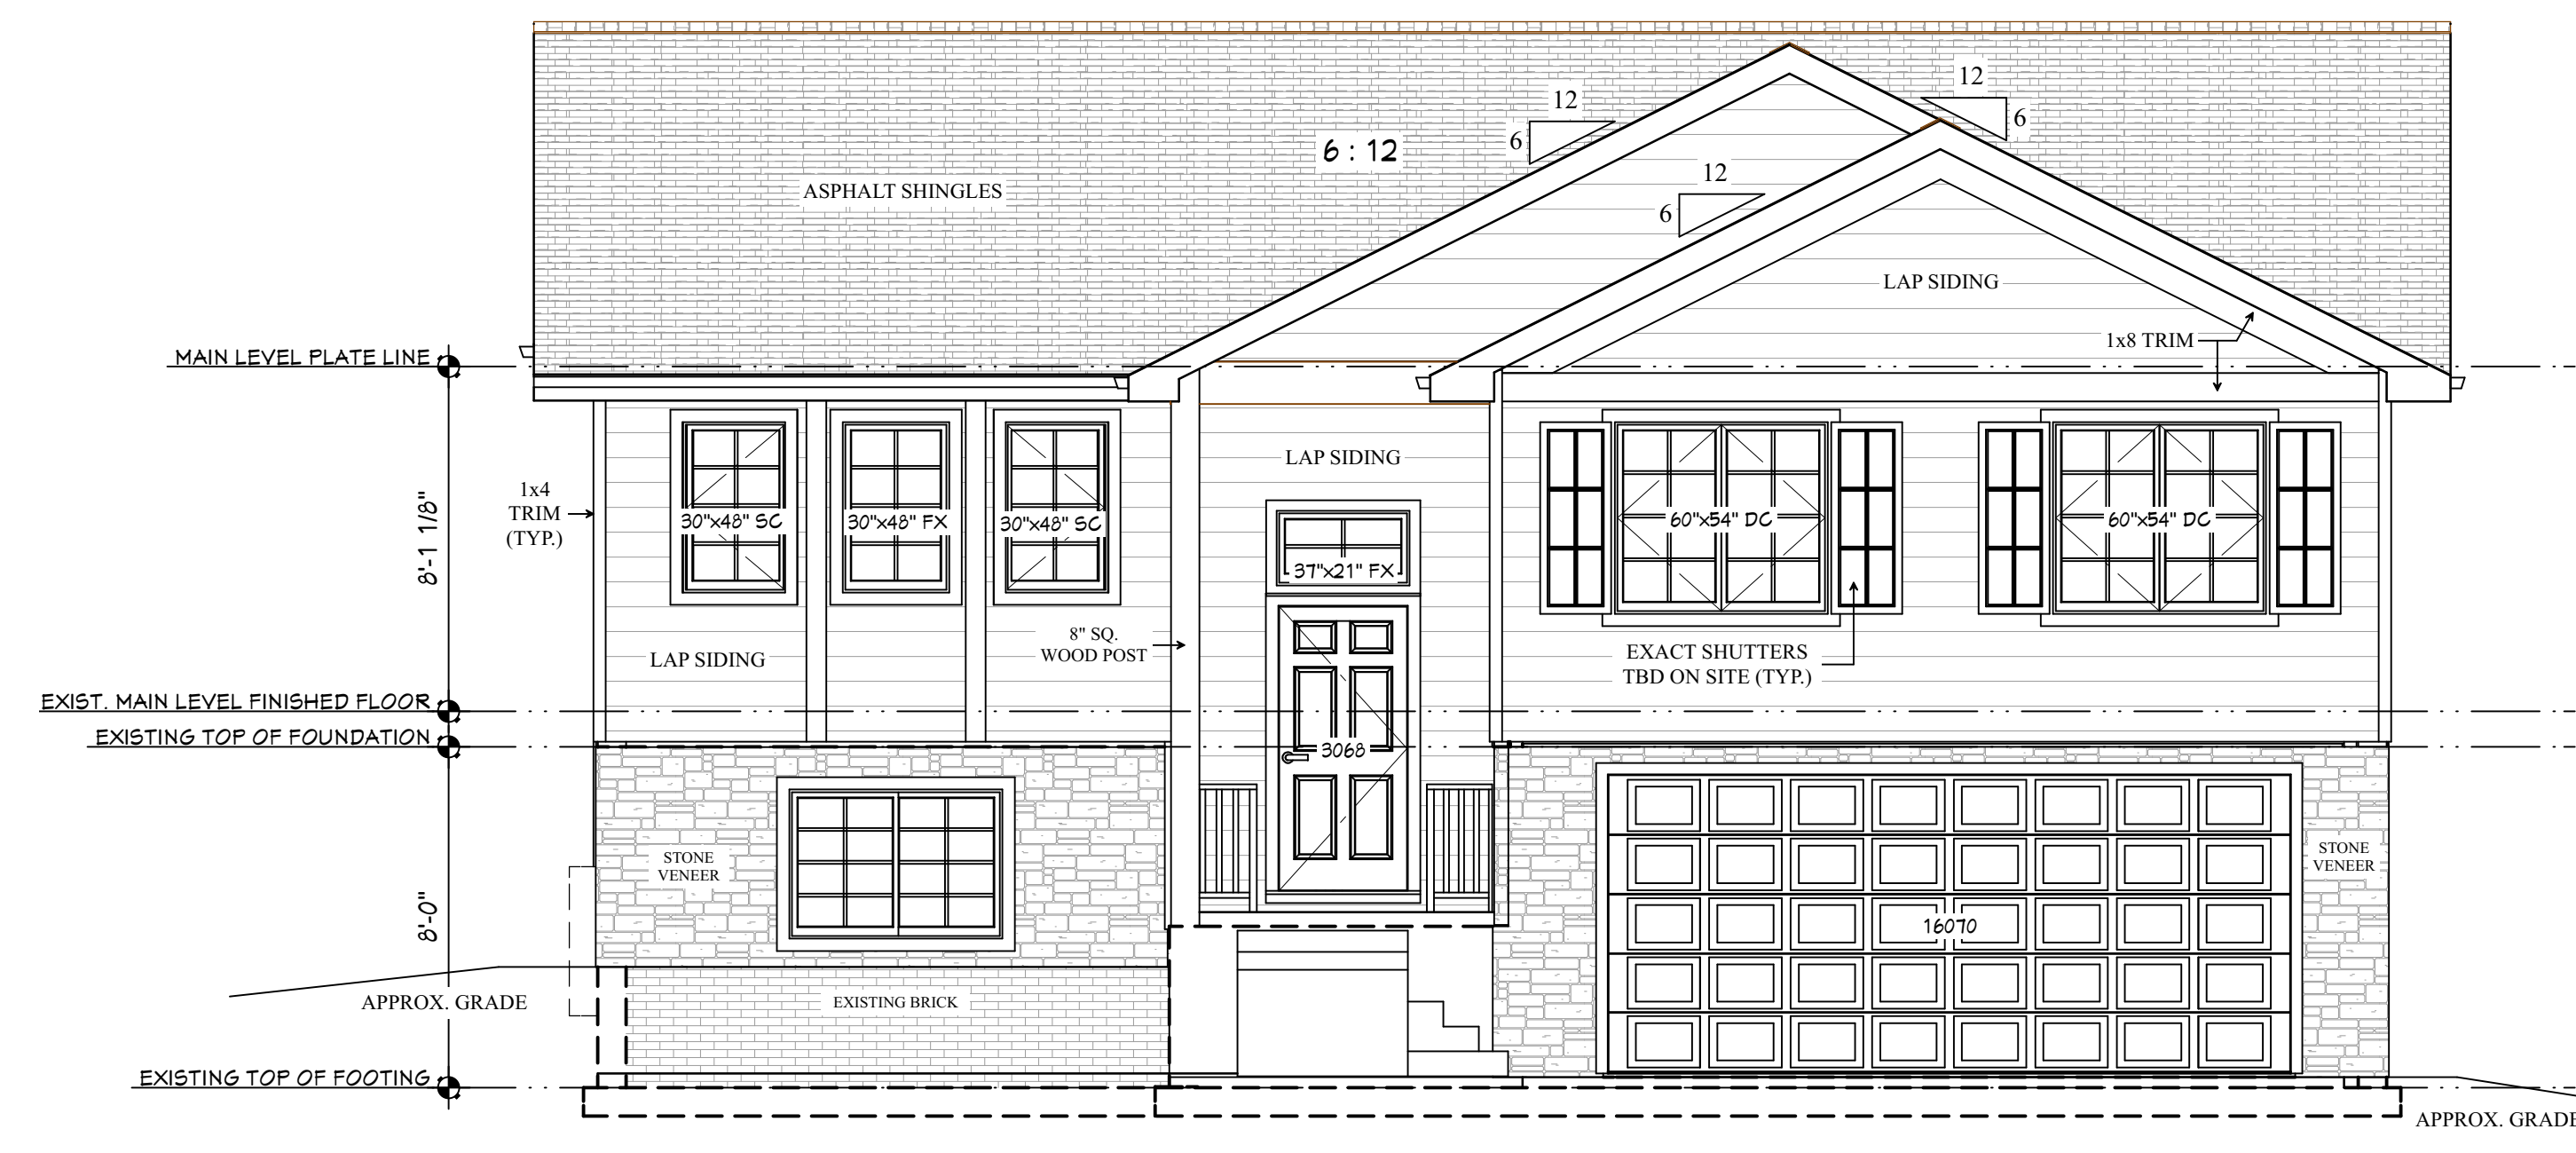 12
12
6
6
6 : 12
12
6
ASPHALT SHINGLES
LAP SIDING
1x8 TRIM
MAIN LEVEL PLATE LINE
LAP SIDING
1x4
TRIM
(TYP.)
8'-1 1/8"
30"x48" SC
30"x48" FX
30"x48" SC
60"x54" DC
60"x54" DC
37"x21" FX
8" SQ.
WOOD POST
LAP SIDING
EXACT SHUTTERS
TBD ON SITE (TYP.)
EXIST. MAIN LEVEL FINISHED FLOOR
EXISTING TOP OF FOUNDATION
3068
STONE
VENEER
STONE
VENEER
8'-0"
16070
APPROX. GRADE
EXISTING BRICK
EXISTING TOP OF FOOTING
APPROX. GRADE